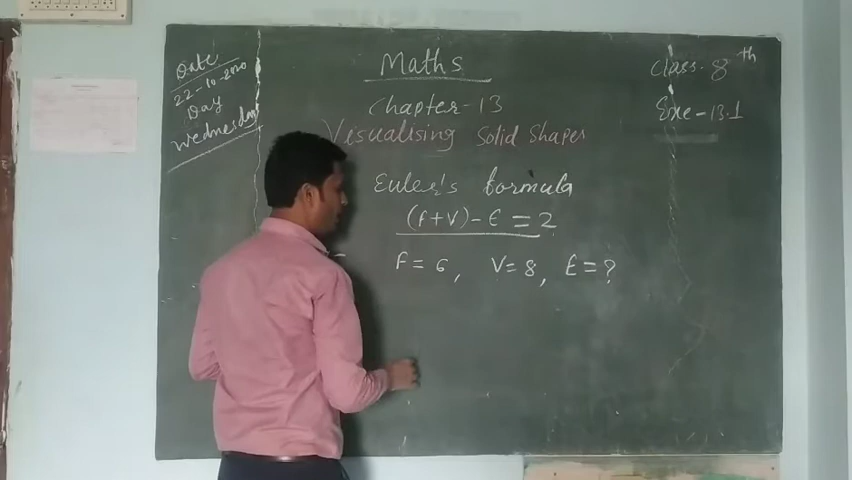 Date
22-10-2020
Day
Wednesday
Maths
Chapter-13
Visualising Solid Shapes
Class-8th
Exe-13.1
Euler's formula
(F+V)-E=2
F=6, V=8, E=?